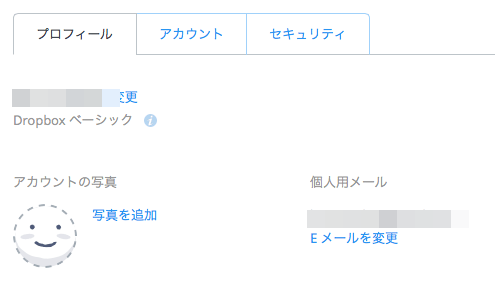 プロフィール
アカウント
セキュリティ
変更
Dropbox ベーシック i
アカウントの写真
個人用メール
写真を追加
E メールを変更